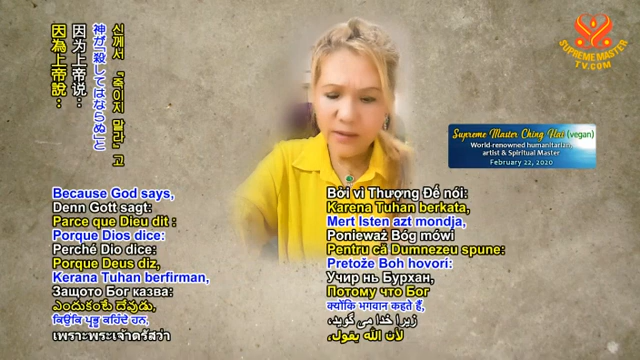 신께서 『죽이지 말라』고
神が「殺してはならぬ」と
因为上帝说：
因為上帝說：
SUPREME MASTER
TV.COM
Supreme Master Ching Hai (vegan)
World-renowned humanitarian,
artist & Spiritual Master
February 22, 2020
Because God says,
Denn Gott sagt:
Parce que Dieu dit :
Porque Dios dice:
Perché Dio dice:
Porque Deus diz,
Kerana Tuhan berfirman,
Защото Бог казва:
ఎందుకంటే దేవుడు,
ਕਿਉਂਕਿ ਪ੍ਰਭੂ ਕਹਿੰਦੇ ਹਨ:
เพราะพระเจ้าตรัสว่า
Bởi vì Thượng Đế nói:
Karena Tuhan berkata,
Mert Isten azt mondja,
Ponieważ Bóg mówi
Pentru că Dumnezeu spune:
Pretože Boh hovorí:
Учир нь Бурхан,
Потому что Бог
क्योंकि भगवान कहते हैं,
زیرا خدا می گوید،
لأن الله يقول،